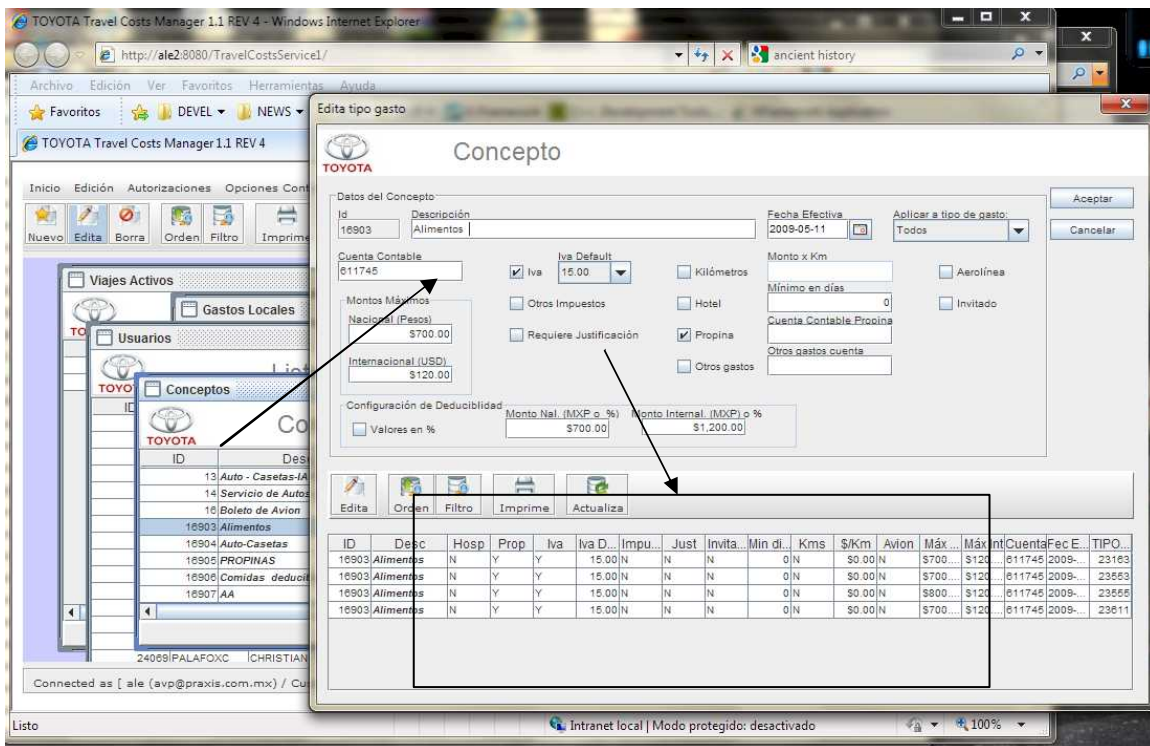 TOYOTA Travel Costs Manager 1.1 REV 4 - Windows Internet Explorer
http://ale2:8080/TravelCostsService1/
ancient history
Archivo Edición Ver Favoritos Herramientas Ayuda
Favoritos DEVEL NEWS
TOYOTA Travel Costs Manager 1.1 REV 4
Inicio Edición Autorizaciones Opciones Cont
Nuevo Edita Borra Orden Filtro Imprime
Viajes Activos
Gastos Locales
Usuarios
TOYO
Conceptos
TOYOTA
Co
ID Des
13 Auto - Casetas-IA
14 Servicio de Autos
16 Boleto de Avion
16903 Alimentos
16904 Auto-Casetas
16905 PROPINAS
16906 Comidas deducit
16907 AA
24069 PALAFOXC CHRISTIAN
Connected as [ ale (avp@praxis.com.mx) / Cu
Edita tipo gasto
TOYOTA
Concepto
Datos del Concepto
Id Descripción Fecha Efectiva Aplicar a tipo de gasto:
16903 Alimentos 2009-05-11 Todos
Aceptar
Cancelar
Cuenta Contable Iva Default Monto x Km
611745 Iva 15.00 Kilómetros Aerolínea
Mínimo en días
Montos Máximos Otros Impuestos Hotel 0 Invitado
Nacional (Pesos) Cuenta Contable Propina
$700.00 Requiere Justificación Propina
Internacional (USD) Otros gastos cuenta
$120.00 Otros gastos
Configuración de Deduciblidad Monto Nal. (MXP o %) Monto Internal. (MXP) o %
Valores en % $700.00 $1,200.00
Edita Orden Filtro Imprime Actualiza
ID Desc Hosp Prop Iva Iva D... Impu... Just Invita... Min di... Kms $/Km Avion Máx ... Máx Int Cuenta Fec E... TIPO...
16903 Alimentos N Y Y 15.00 N N N 0 N $0.00 N $700.... $120.... 611745 2009-... 23163
16903 Alimentos N Y Y 15.00 N N N 0 N $0.00 N $700.... $120.... 611745 2009-... 23553
16903 Alimentos N Y Y 15.00 N N N 0 N $0.00 N $800.... $120.... 611745 2009-... 23555
16903 Alimentos N Y Y 15.00 N N N 0 N $0.00 N $700.... $120.... 611745 2009-... 23611
Listo Intranet local | Modo protegido: desactivado 100%